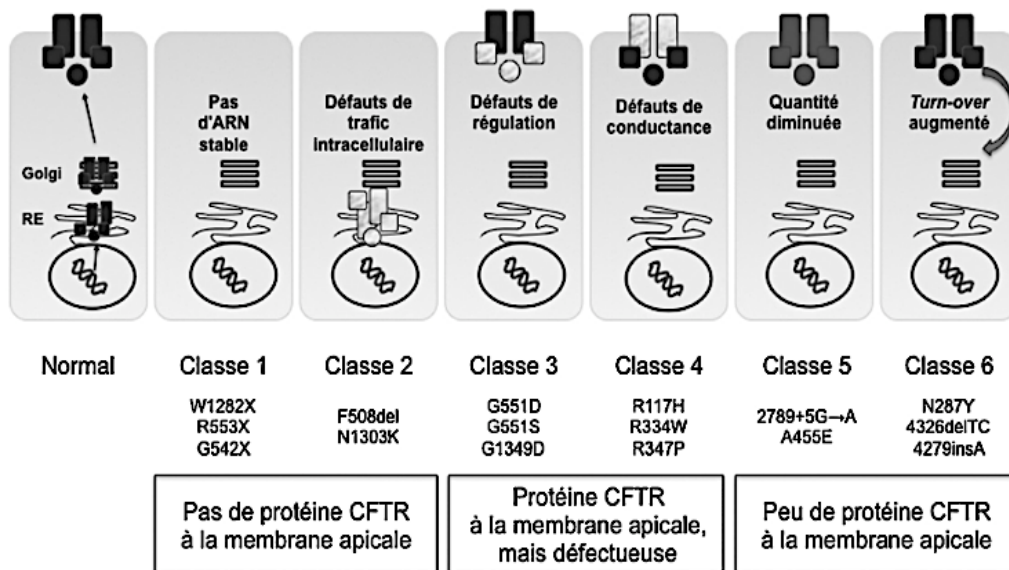 Pas
d'ARN
stable
Défauts de
trafic
intracellulaire
Défauts de
régulation
Défauts de
conductance
Quantité
diminuée
Turn-over
augmenté
Golgi
RE
Normal
Classe 1
Classe 2
Classe 3
Classe 4
Classe 5
Classe 6
W1282X
R553X
G542X
F508del
N1303K
G551D
G551S
G1349D
R117H
R334W
R347P
2789+5G→A
A455E
N287Y
4326delTC
4279insA
Pas de protéine CFTR
à la membrane apicale
Protéine CFTR
à la membrane apicale,
mais défectueuse
Peu de protéine CFTR
à la membrane apicale